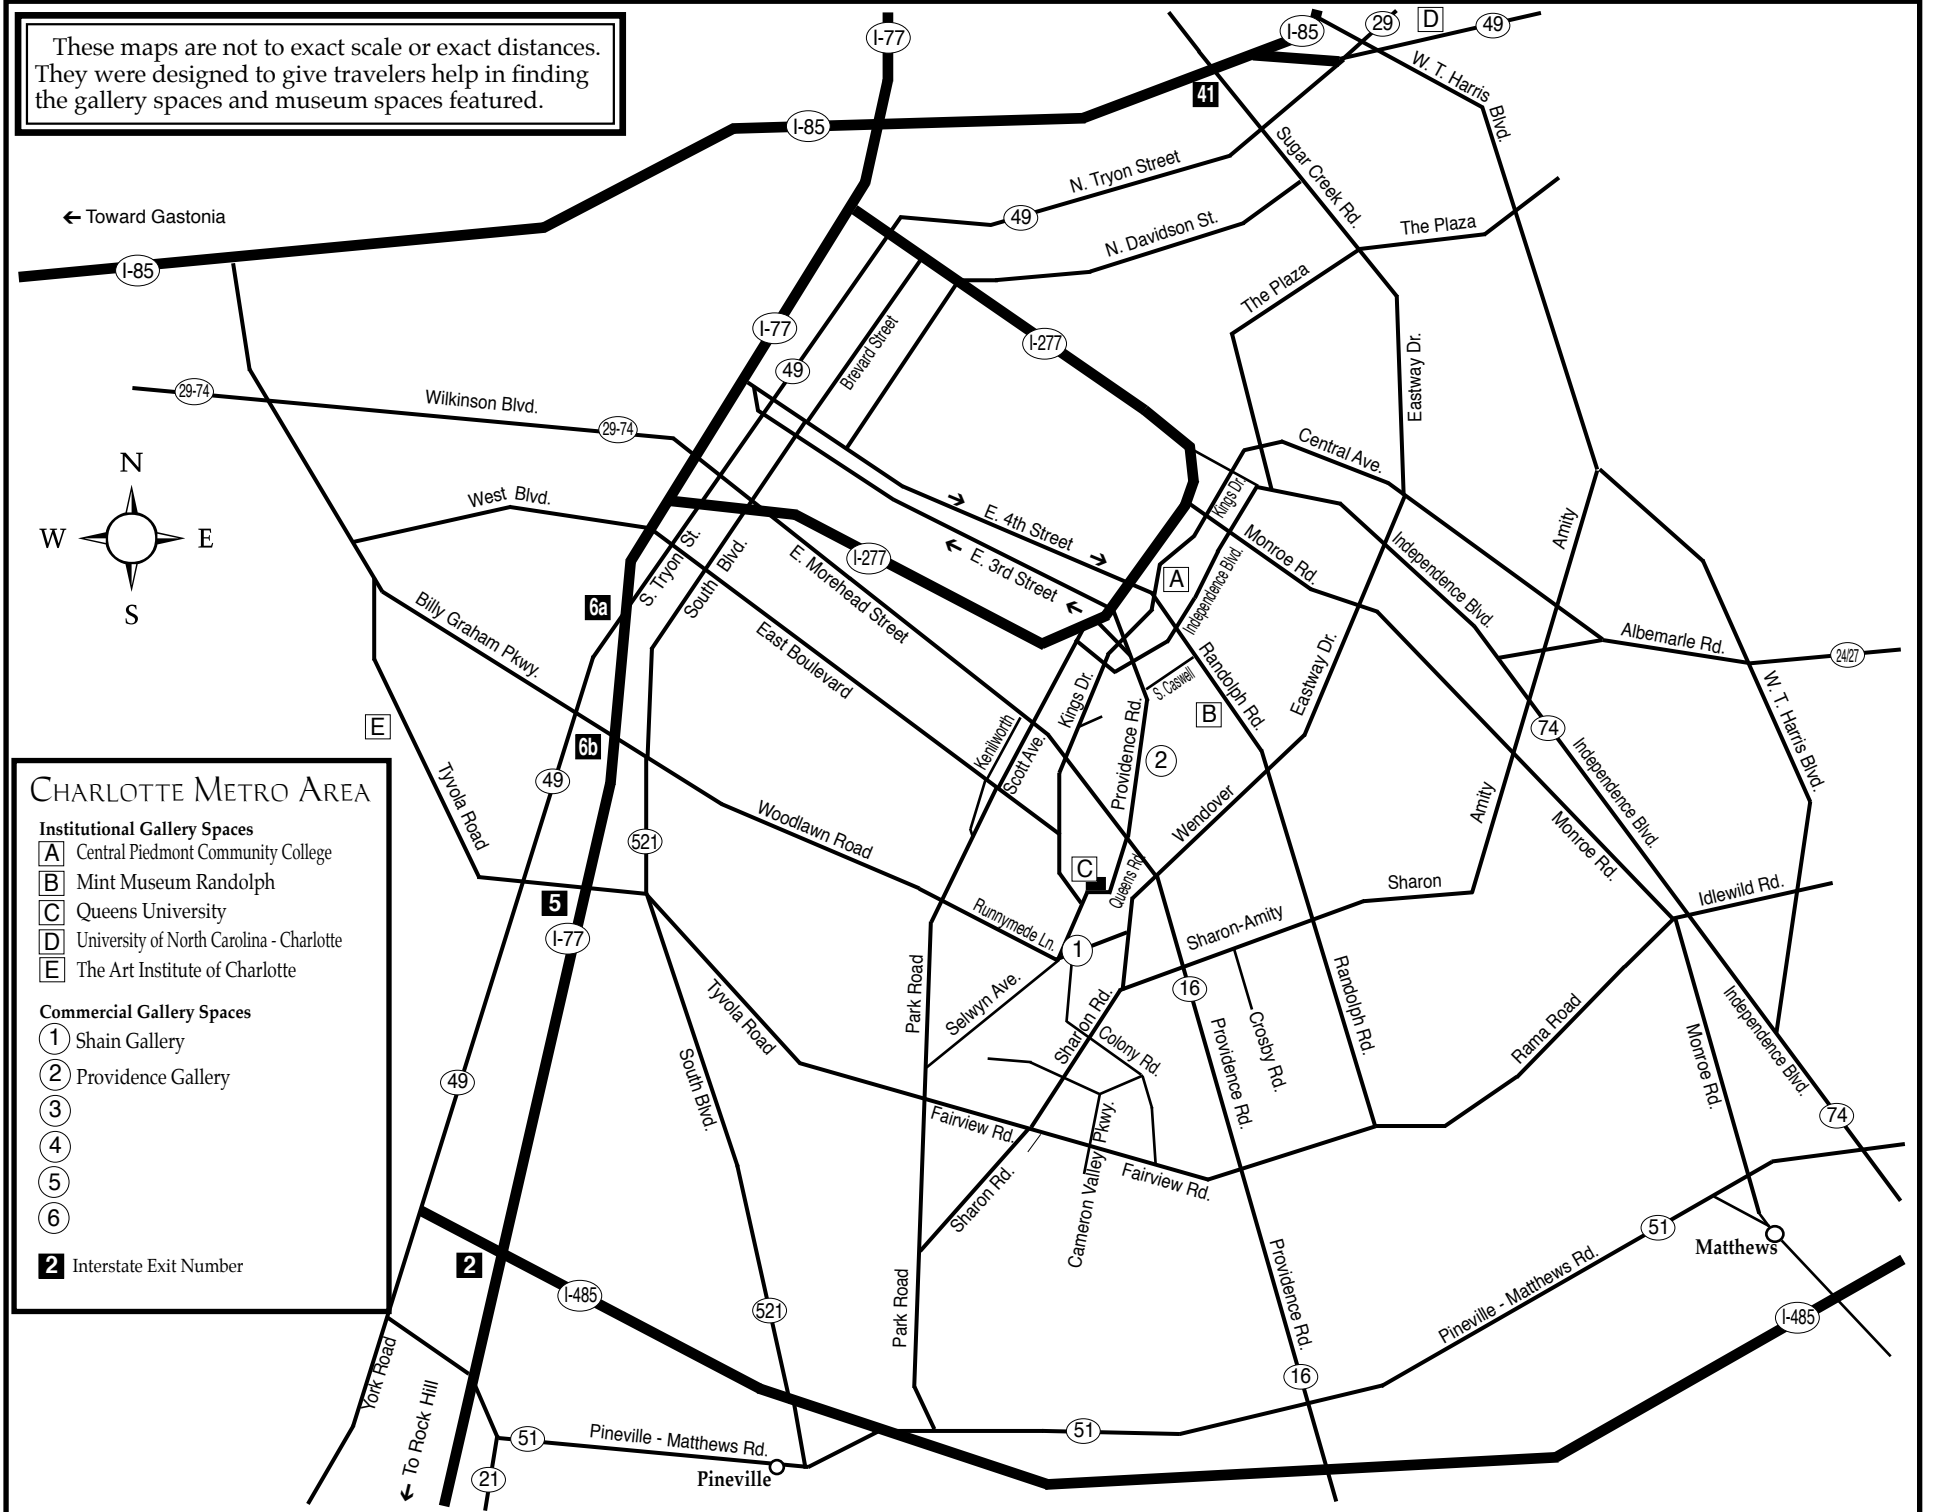 These maps are not to exact scale or exact distances.
They were designed to give travelers help in finding
the gallery spaces and museum spaces featured.
I-77
I-85
29
D
49
W. T. Harris Blvd.
41
I-85
Sugar Creek Rd.
N. Tryon Street
49
N. Davidson St.
The Plaza
The Plaza
← Toward Gastonia
I-85
I-77
I-277
49
Brevard Street
Eastway Dr.
29-74
Wilkinson Blvd.
29-74
Central Ave.
N
W
E
S
West Blvd.
Kings Dr.
E. 4th Street
E. 3rd Street
Monroe Rd.
Independence Blvd.
Amity
I-277
S. Tryon St.
South Blvd.
E. Morehead Street
A
Independence Blvd.
6a
Billy Graham Pkwy.
East Boulevard
Albemarle Rd.
24/27
Randolph Rd.
Eastway Dr.
S. Caswell
Kings Dr.
B
W. T. Harris Blvd.
E
6b
Kenilworth
Scott Ave.
Providence Rd.
2
74
Independence Blvd.
49
Tyvola Road
Woodlawn Road
Wendover
Amity
521
Monroe Rd.
C
Queens Rd.
Sharon
Idlewild Rd.
5
I-77
Runnymede Ln.
1
Sharon-Amity
Selwyn Ave.
Park Road
Tyvola Road
Sharon Rd.
16
Crosby Rd.
Randolph Rd.
Colony Rd.
Providence Rd.
Rama Road
Monroe Rd.
Independence Blvd.
74
49
South Blvd.
Fairview Rd.
Cameron Valley Pkwy.
Fairview Rd.
Sharon Rd.
CHARLOTTE METRO AREA
Institutional Gallery Spaces
A Central Piedmont Community College
B Mint Museum Randolph
C Queens University
D University of North Carolina - Charlotte
E The Art Institute of Charlotte
Commercial Gallery Spaces
1 Shain Gallery
2 Providence Gallery
3
4
5
6
2 Interstate Exit Number
2
I-485
521
Park Road
Providence Rd.
16
51
Pineville - Matthews Rd.
Matthews
I-485
York Road
← To Rock Hill
51
Pineville - Matthews Rd.
51
21
Pineville